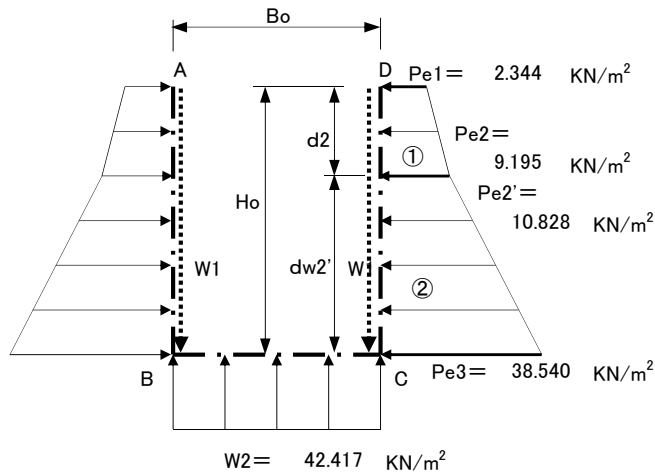 Bo
A
D
Pe1＝ 2.344 KN/m²
d2
①
Pe2＝
9.195 KN/m²
Pe2'＝
10.828 KN/m²
Ho
W1
dw2'
W1
②
B
C
Pe3＝ 38.540 KN/m²
W2＝ 42.417 KN/m²